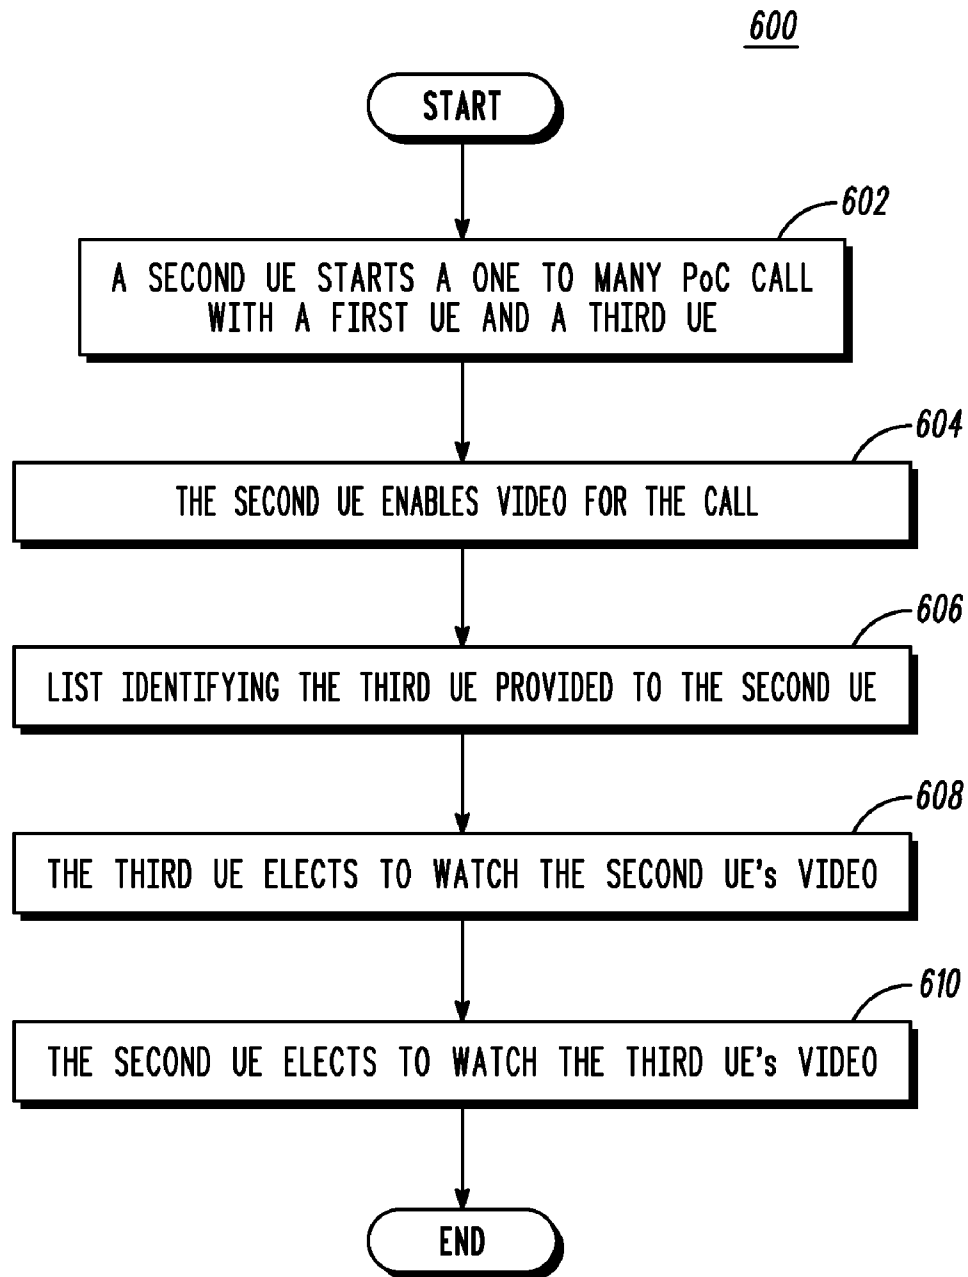 600
START
602
A SECOND UE STARTS A ONE TO MANY PoC CALL
WITH A FIRST UE AND A THIRD UE
604
THE SECOND UE ENABLES VIDEO FOR THE CALL
606
LIST IDENTIFYING THE THIRD UE PROVIDED TO THE SECOND UE
608
THE THIRD UE ELECTS TO WATCH THE SECOND UE's VIDEO
610
THE SECOND UE ELECTS TO WATCH THE THIRD UE's VIDEO
END